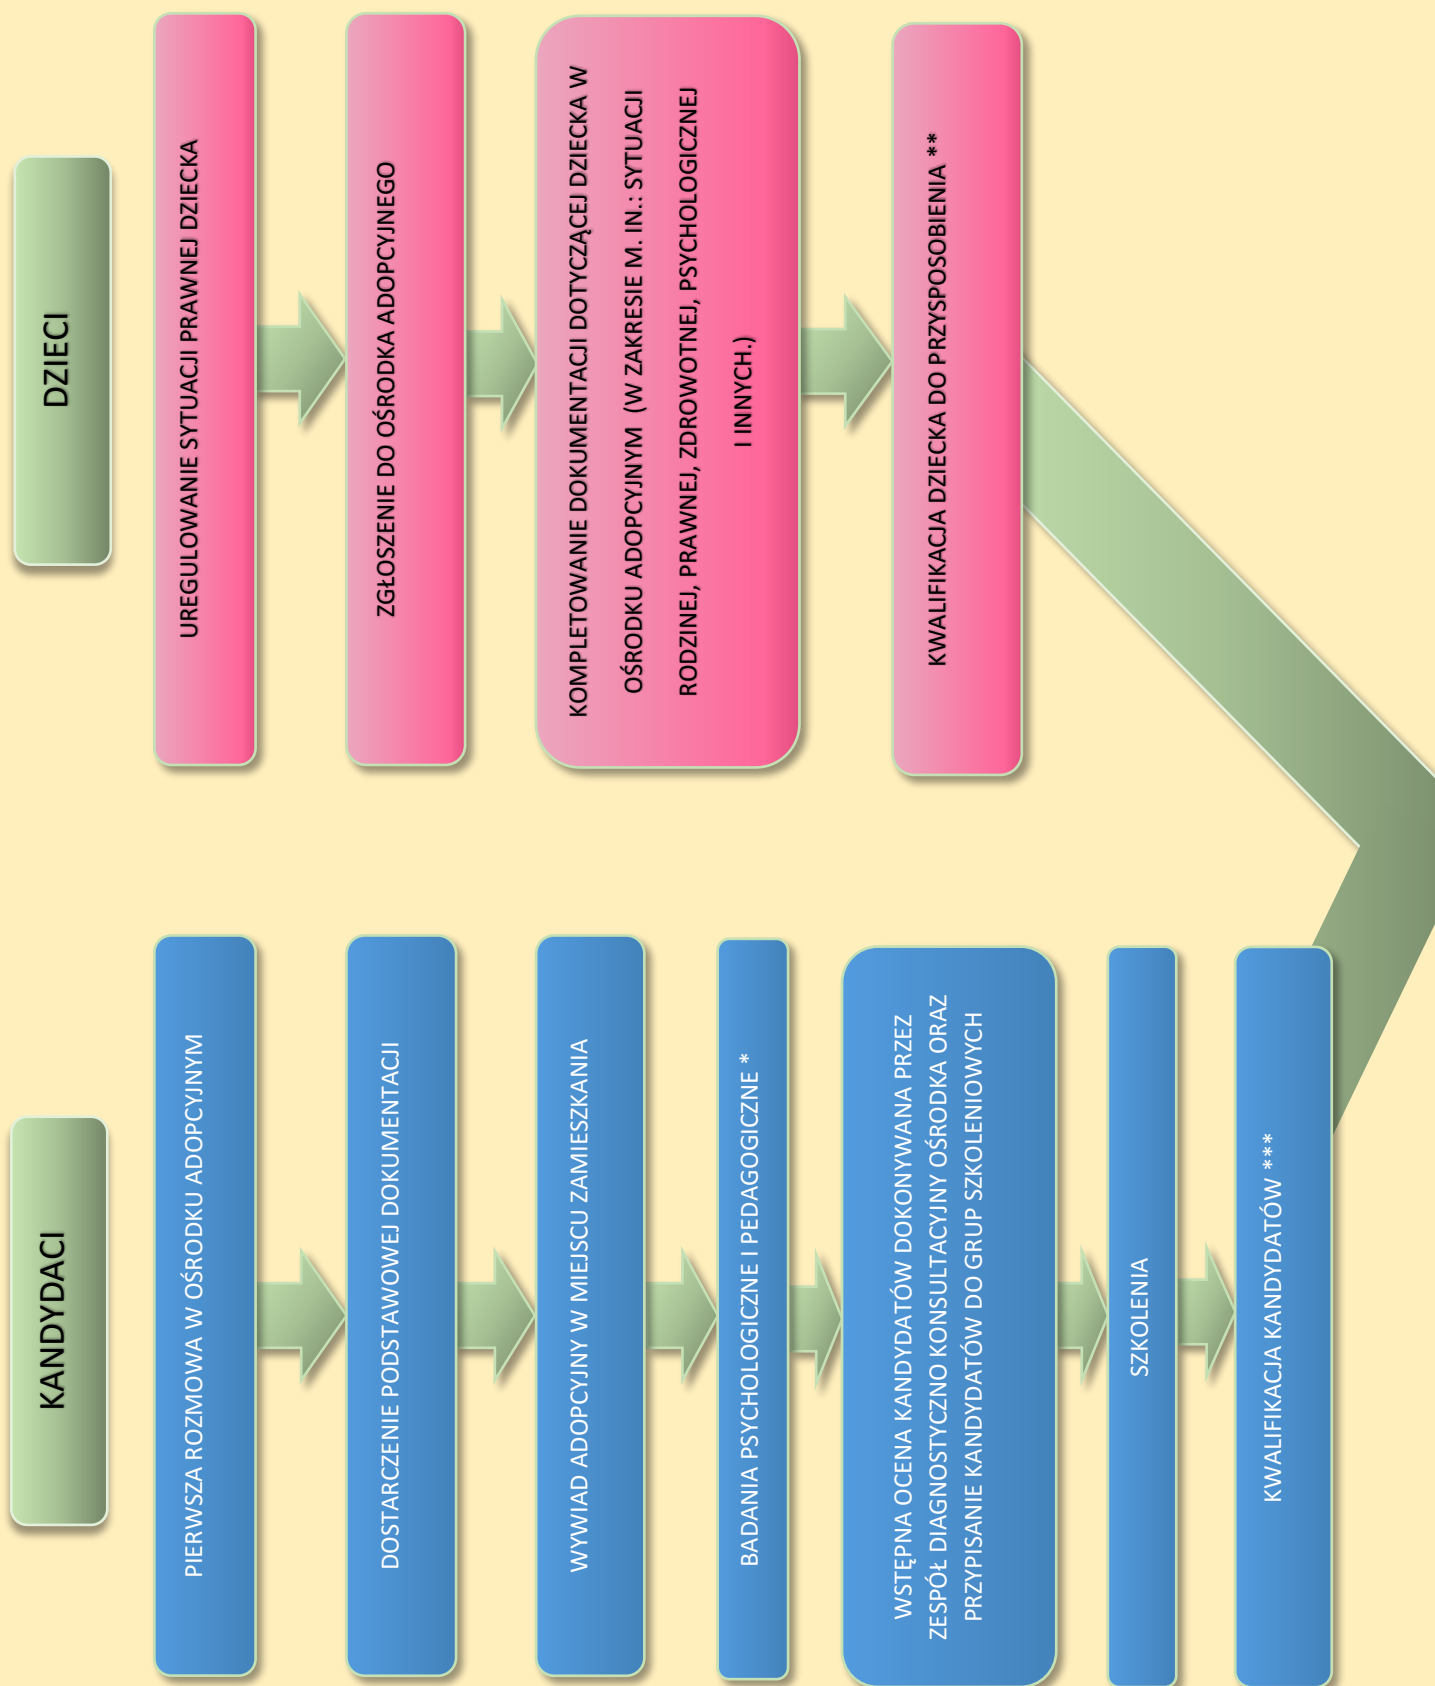 KANDYDACI
PIERWSZA ROZMOWA W OŚRODKU ADOPCYJNYM
DOSTARCZENIE PODSTAWOWEJ DOKUMENTACJI
WYWIAD ADOPCYJNY W MIEJSCU ZAMIESZKANIA
BADANIA PSYCHOLOGICZNE I PEDAGOGICZNE *
WSTĘPNA OCENA KANDYDATÓW DOKONYWANA PRZEZ
ZESPÓŁ DIAGNOSTYCZNO KONSULTACYJNY OŚRODKA ORAZ
PRZYPISANIE KANDYDATÓW DO GRUP SZKOLENIOWYCH
SZKOLENIA
KWALIFIKACJA KANDYDATÓW ***
DZIECI
UREGULOWANIE SYTUACJI PRAWNEJ DZIECKA
ZGŁOSZENIE DO OŚRODKA ADOPCYJNEGO
KOMPLETOWANIE DOKUMENTACJI DOTYCZĄCEJ DZIECKA W
OŚRODKU ADOPCYJNYM (W ZAKRESIE M. IN.: SYTUACJI
RODZINEJ, PRAWNEJ, ZDROWOTNEJ, PSYCHOLOGICZNEJ
I INNYCH.)
KWALIFIKACJA DZIECKA DO PRZYSPOSOBIENIA **